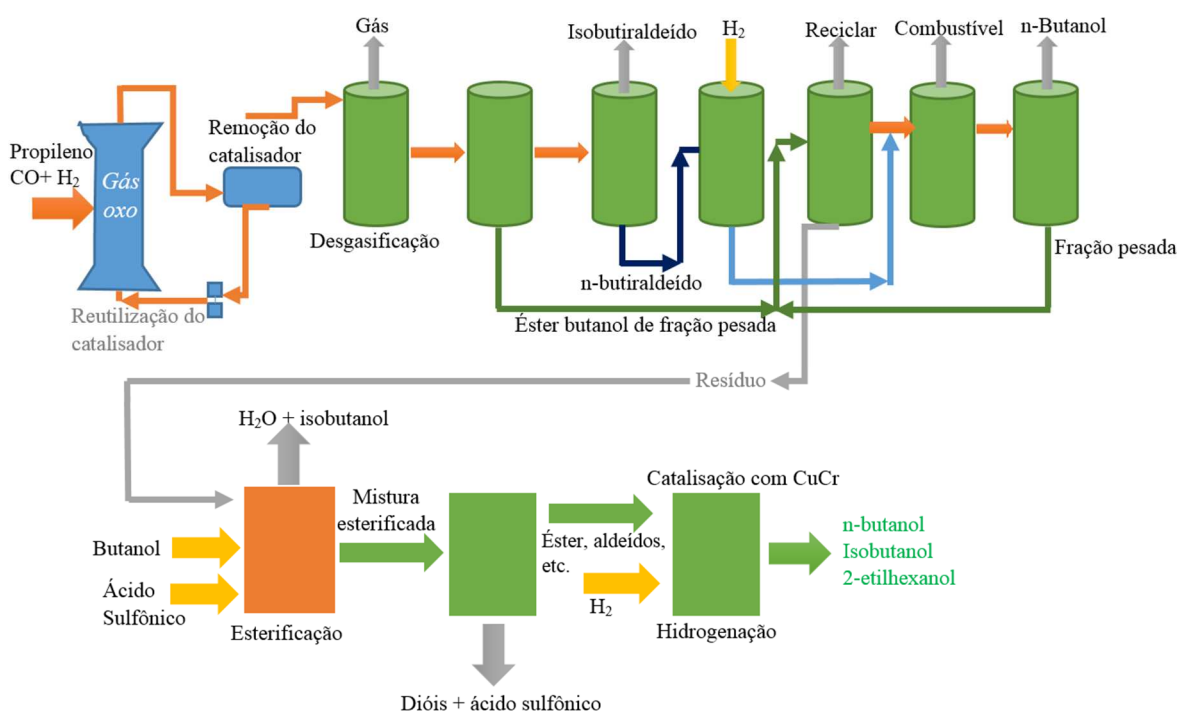 Gás
Isobutiraldeído
H₂
Reciclar
Combustível
n-Butanol
Propileno
CO+ H₂
Gás
oxo
Remoção do
catalisador
Desgasificação
n-butiraldeído
Fração pesada
Reutilização do
catalisador
Éster butanol de fração pesada
Resíduo
H₂O + isobutanol
Mistura
esterificada
Catalisação com CuCr
Butanol
Éster, aldeídos,
etc.
n-butanol
Isobutanol
2-etilhexanol
Ácido
Sulfônico
H₂
Esterificação
Hidrogenação
Dióis + ácido sulfônico